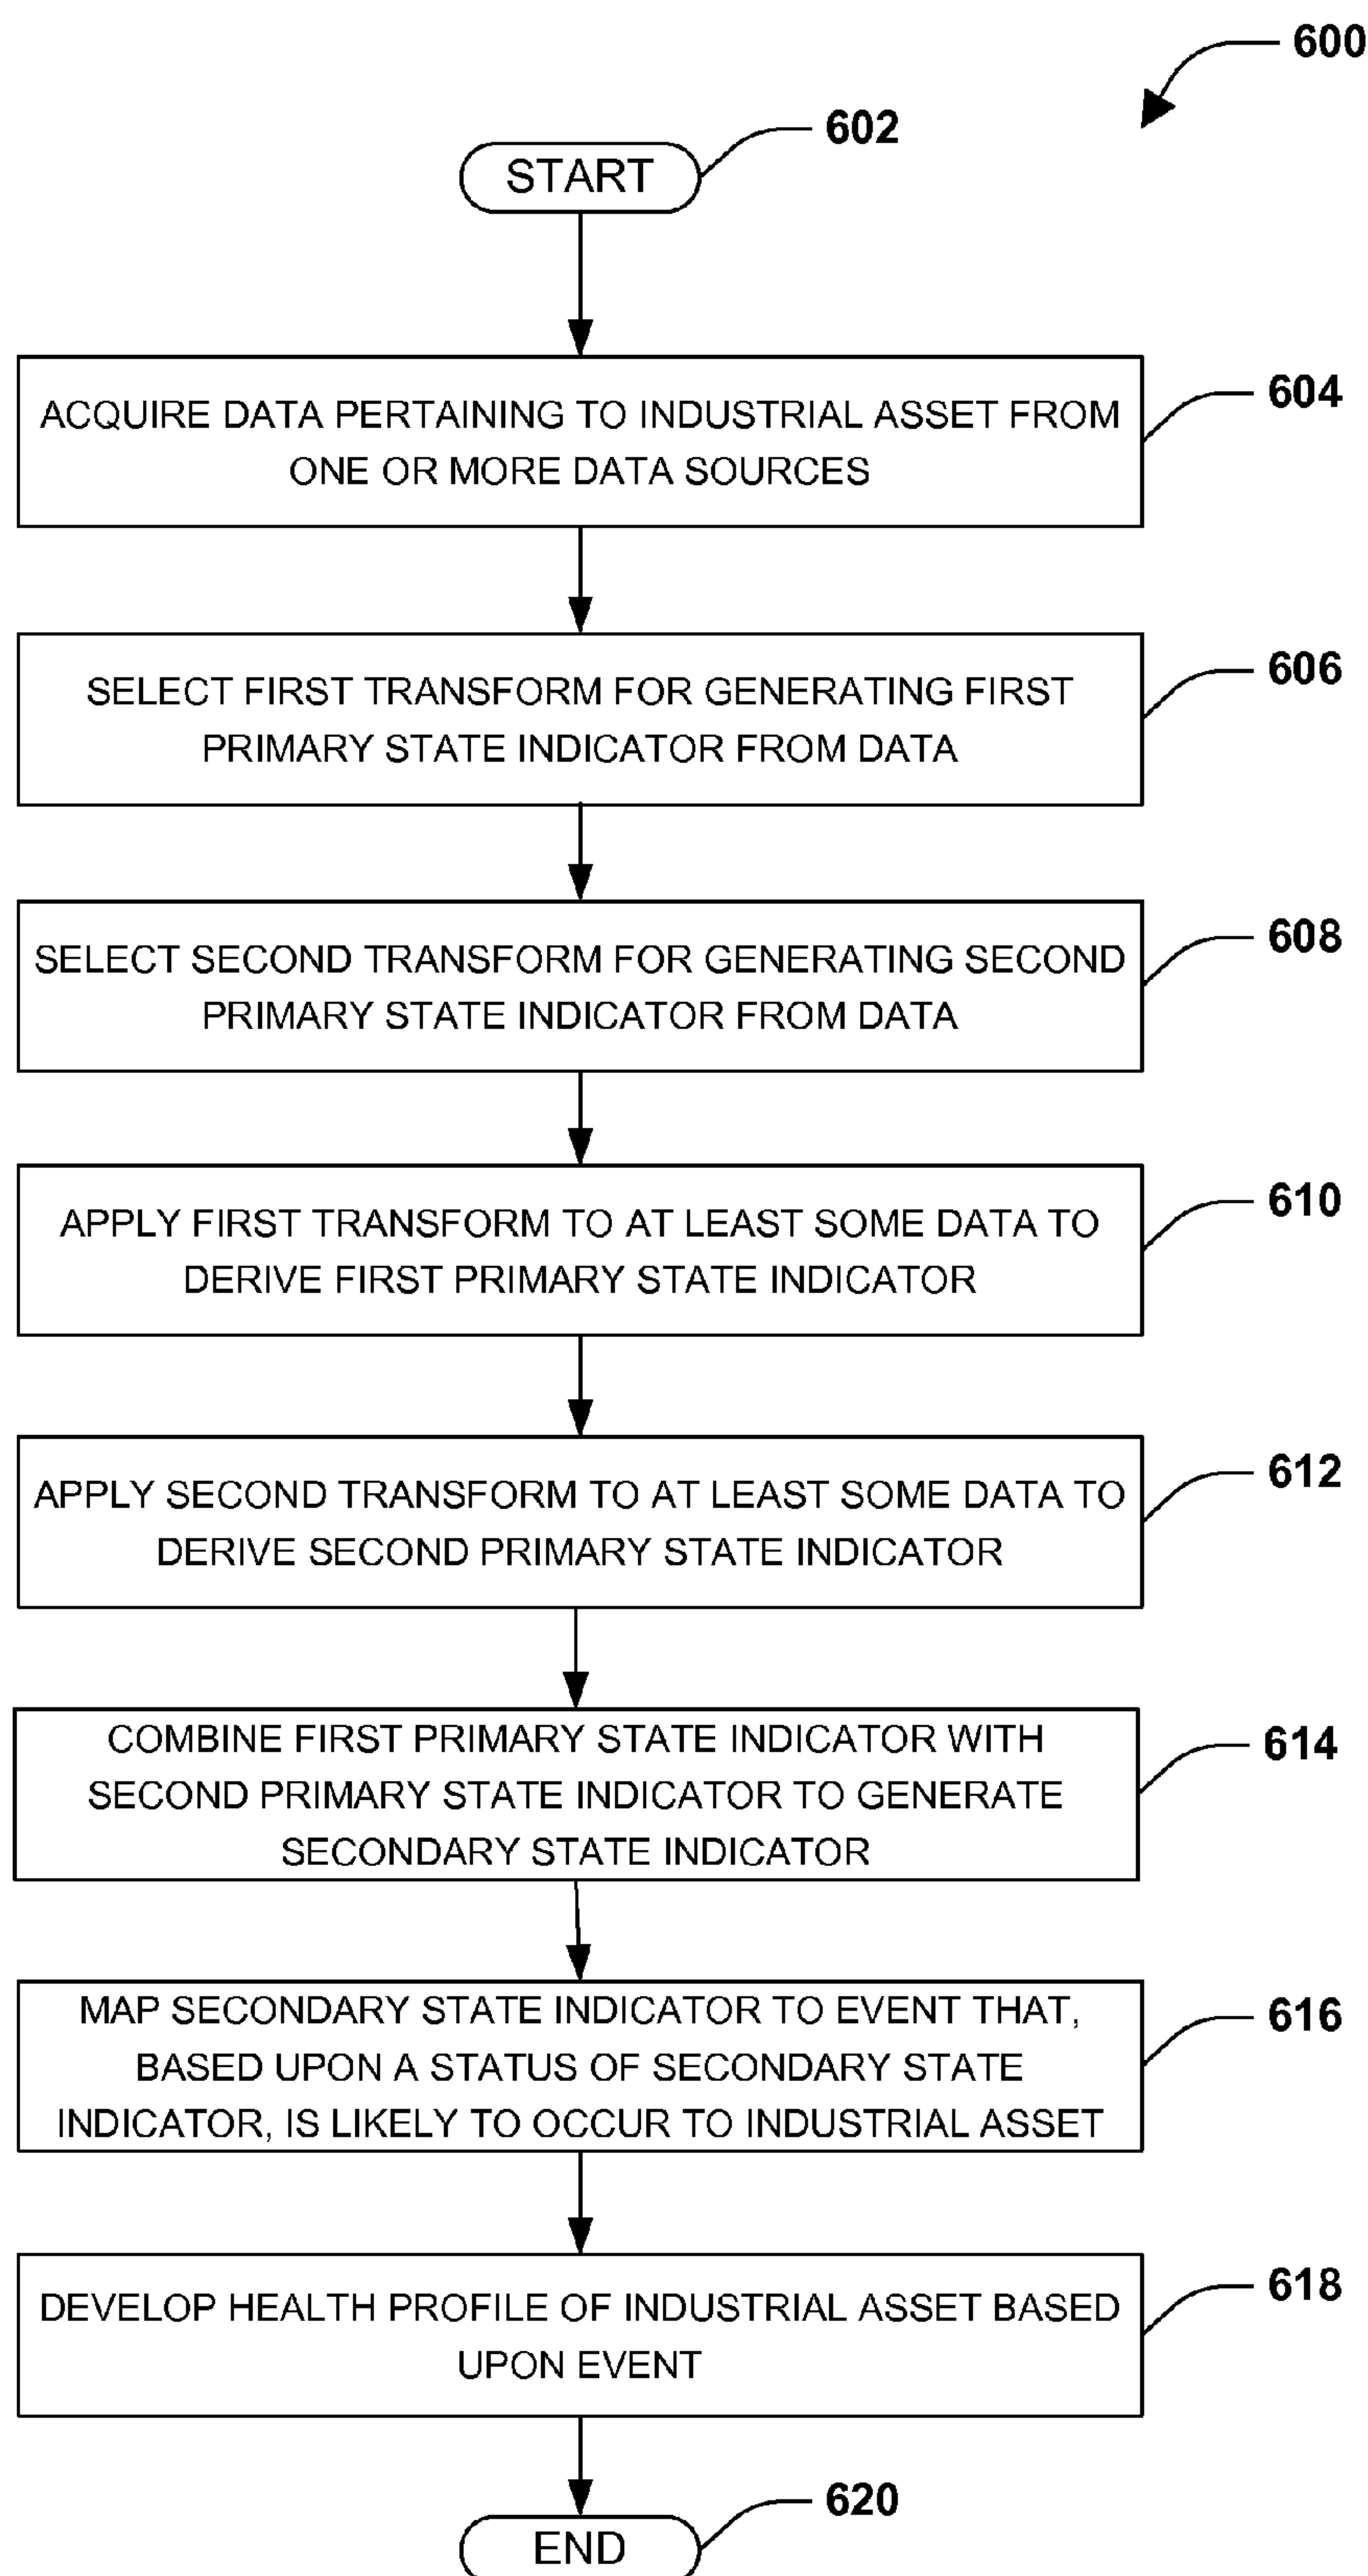 600
602
START
ACQUIRE DATA PERTAINING TO INDUSTRIAL ASSET FROM
ONE OR MORE DATA SOURCES
604
SELECT FIRST TRANSFORM FOR GENERATING FIRST
PRIMARY STATE INDICATOR FROM DATA
606
SELECT SECOND TRANSFORM FOR GENERATING SECOND
PRIMARY STATE INDICATOR FROM DATA
608
APPLY FIRST TRANSFORM TO AT LEAST SOME DATA TO
DERIVE FIRST PRIMARY STATE INDICATOR
610
APPLY SECOND TRANSFORM TO AT LEAST SOME DATA TO
DERIVE SECOND PRIMARY STATE INDICATOR
612
COMBINE FIRST PRIMARY STATE INDICATOR WITH
SECOND PRIMARY STATE INDICATOR TO GENERATE
SECONDARY STATE INDICATOR
614
MAP SECONDARY STATE INDICATOR TO EVENT THAT,
BASED UPON A STATUS OF SECONDARY STATE
INDICATOR, IS LIKELY TO OCCUR TO INDUSTRIAL ASSET
616
DEVELOP HEALTH PROFILE OF INDUSTRIAL ASSET BASED
UPON EVENT
618
620
END